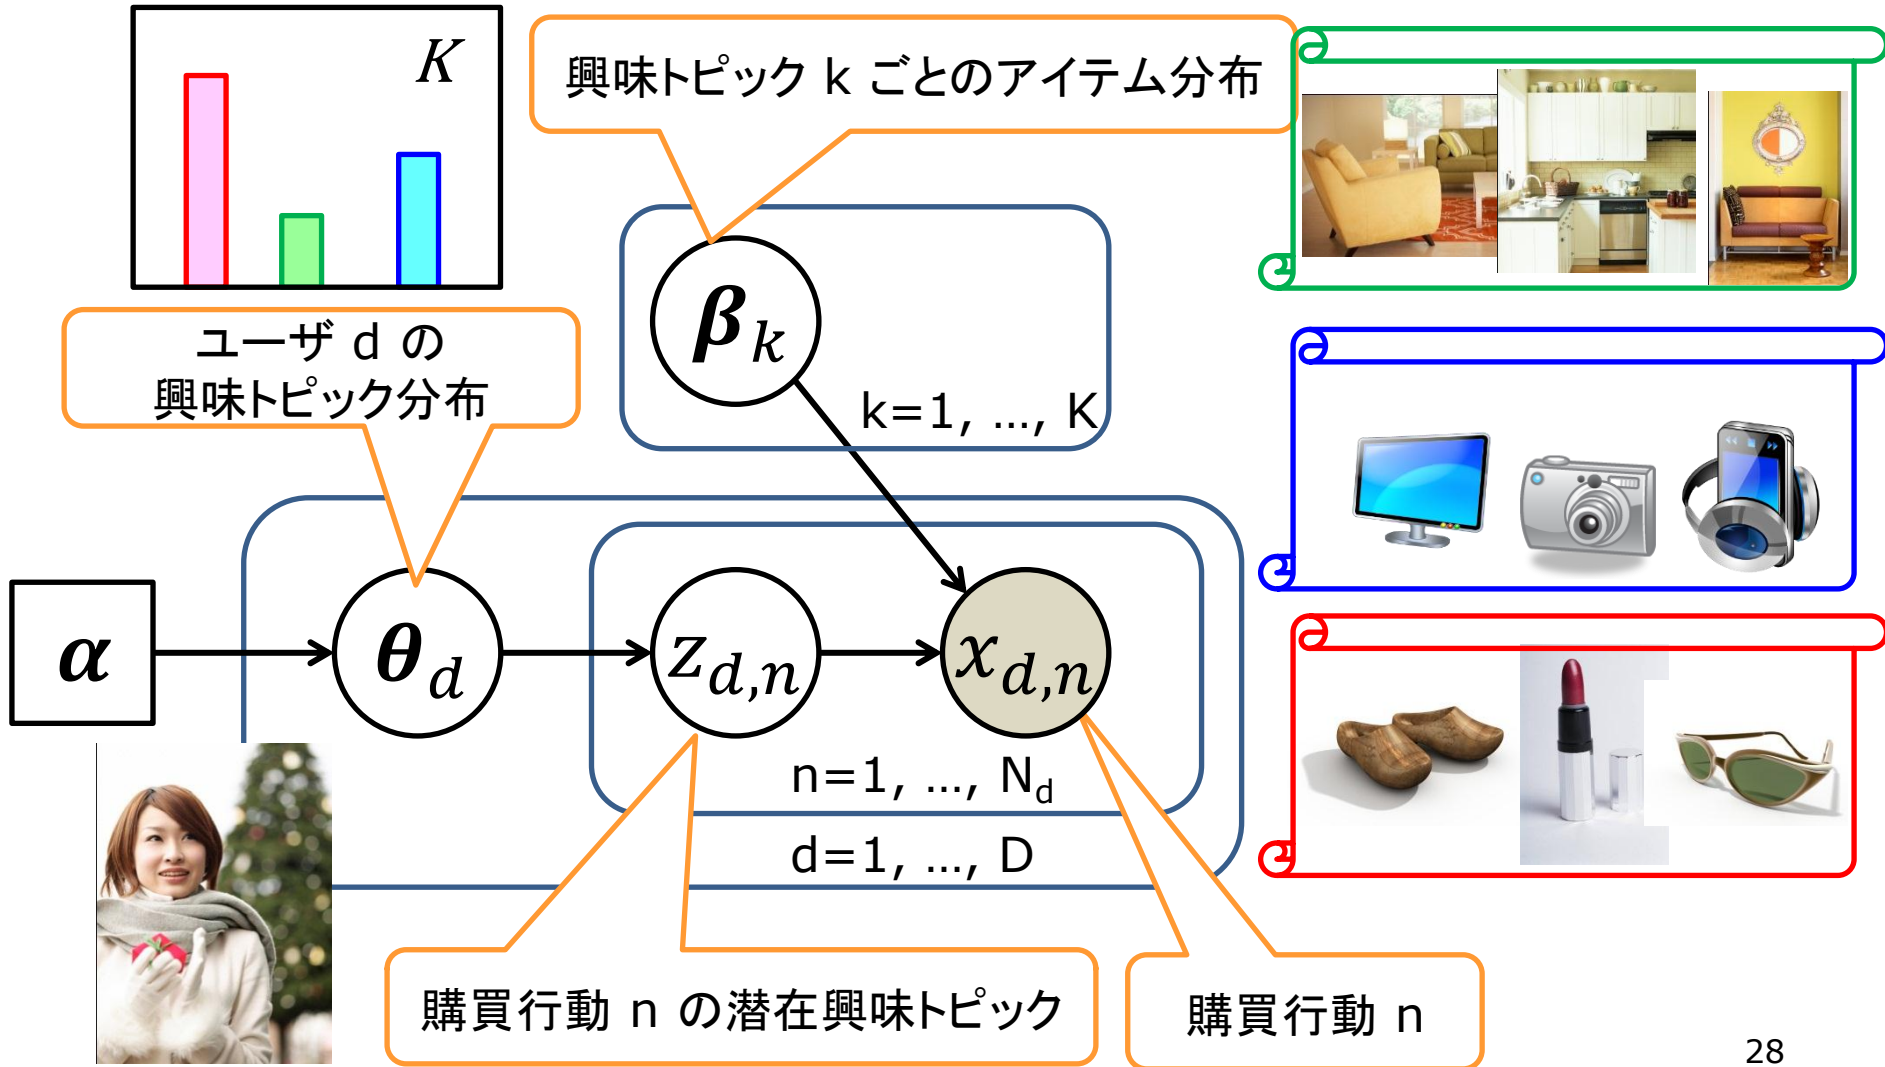 K
興味トピック k ごとのアイテム分布
ユーザ d の
興味トピック分布
β_k
k=1, …, K
α
θ_d
z_{d,n}
x_{d,n}
n=1, …, N_d
d=1, …, D
購買行動 n の潜在興味トピック
購買行動 n
28